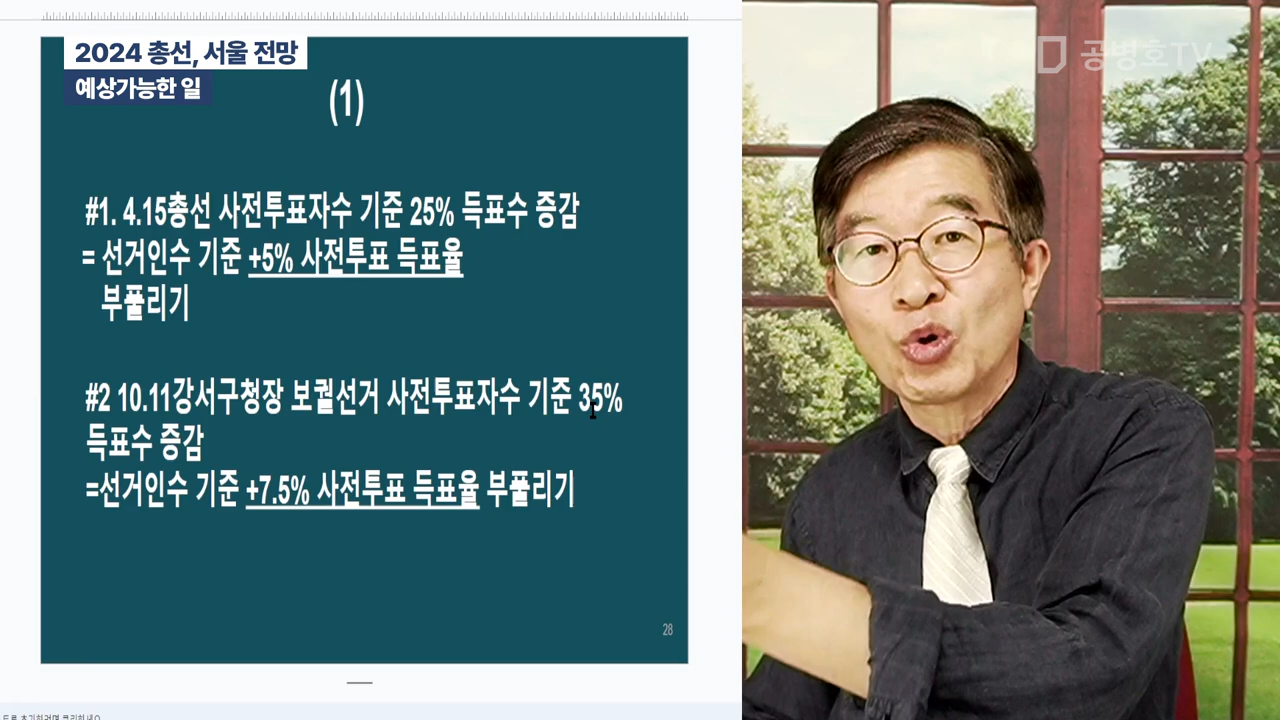 2024 총선, 서울 전망
예상가능한 일
공병호TV
(1)
#1. 4.15총선 사전투표자수 기준 25% 득표수 증감
= 선거인수 기준 +5% 사전투표 득표율
부풀리기
#2 10.11강서구청장 보궐선거 사전투표자수 기준 35%
득표수 증감
=선거인수 기준 +7.5% 사전투표 득표율 부풀리기
28